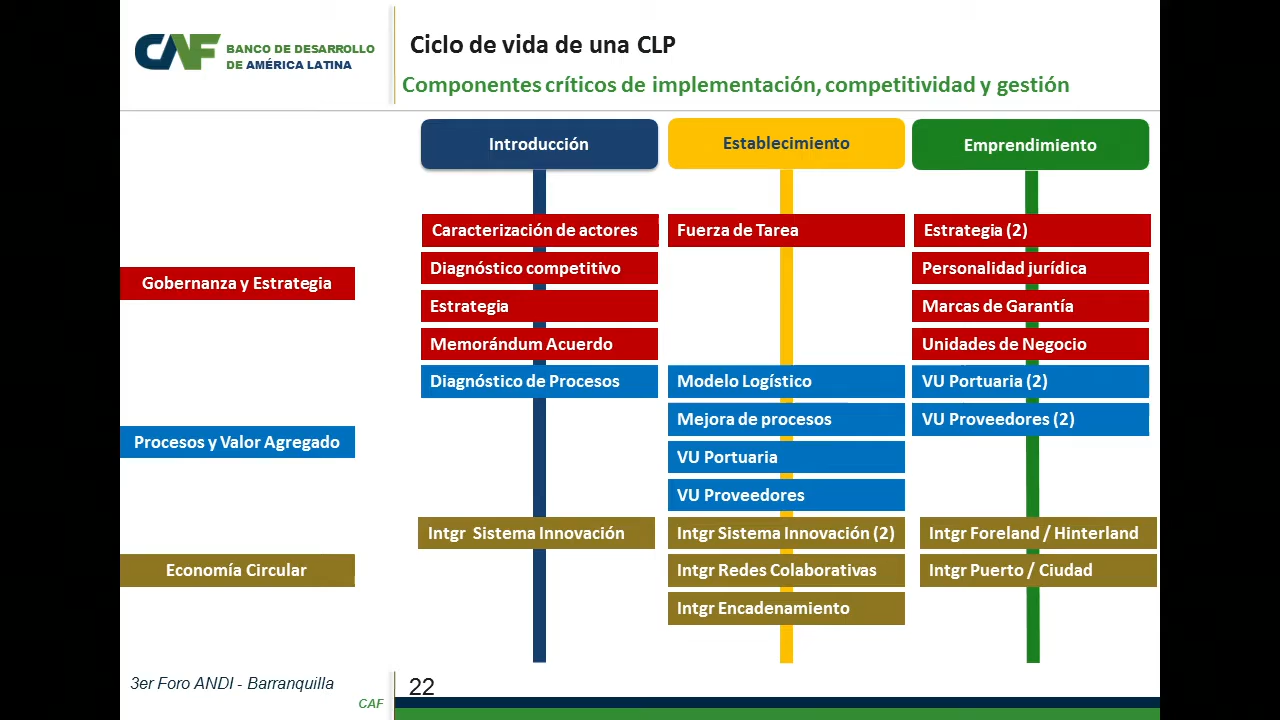 CAF
BANCO DE DESARROLLO
DE AMÉRICA LATINA
Ciclo de vida de una CLP
Componentes críticos de implementación, competitividad y gestión
Introducción
Establecimiento
Emprendimiento
Gobernanza y Estrategia
Caracterización de actores
Diagnóstico competitivo
Estrategia
Memorándum Acuerdo
Fuerza de Tarea
Estrategia (2)
Personalidad jurídica
Marcas de Garantía
Unidades de Negocio
Procesos y Valor Agregado
Diagnóstico de Procesos
Modelo Logístico
Mejora de procesos
VU Portuaria
VU Proveedores
VU Portuaria (2)
VU Proveedores (2)
Economía Circular
Intgr Sistema Innovación
Intgr Sistema Innovación (2)
Intgr Redes Colaborativas
Intgr Encadenamiento
Intgr Foreland / Hinterland
Intgr Puerto / Ciudad
3er Foro ANDI - Barranquilla
CAF
22